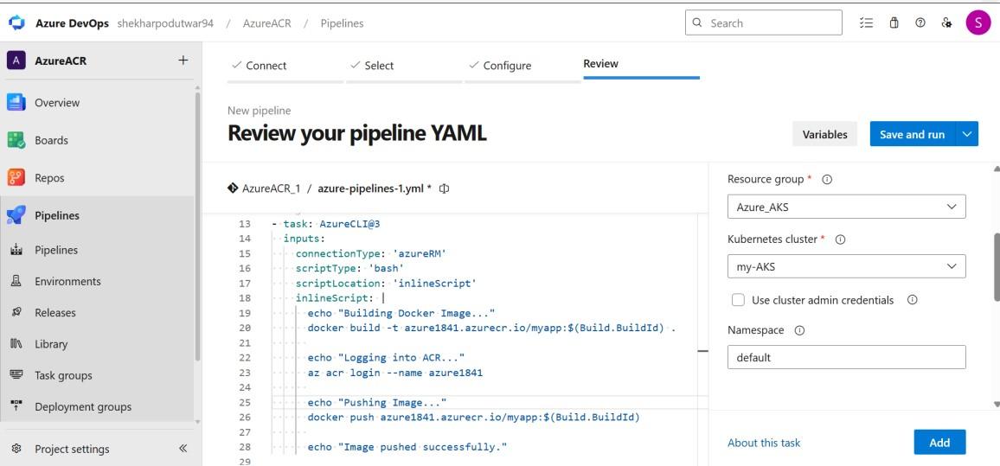 Azure DevOps shekharpodutwar94 / AzureACR / Pipelines
Search
S
A AzureACR +
Connect
Select
Configure
Review
Overview
Boards
Repos
Pipelines
Pipelines
Environments
Releases
Library
Task groups
Deployment groups
Project settings
New pipeline
Review your pipeline YAML
Variables
Save and run
AzureACR_1 / azure-pipelines-1.yml *
13 - task: AzureCLI@3
14 inputs:
15 connectionType: 'azureRM'
16 scriptType: 'bash'
17 scriptLocation: 'inlineScript'
18 inlineScript: |
19 echo "Building Docker Image..."
20 docker build -t azure1841.azurecr.io/myapp:$(Build.BuildId) .
21
22 echo "Logging into ACR..."
23 az acr login --name azure1841
24
25 echo "Pushing Image..."
26 docker push azure1841.azurecr.io/myapp:$(Build.BuildId)
27
28 echo "Image pushed successfully."
29
Resource group *
Azure_AKS
Kubernetes cluster *
my-AKS
Use cluster admin credentials
Namespace
default
About this task
Add